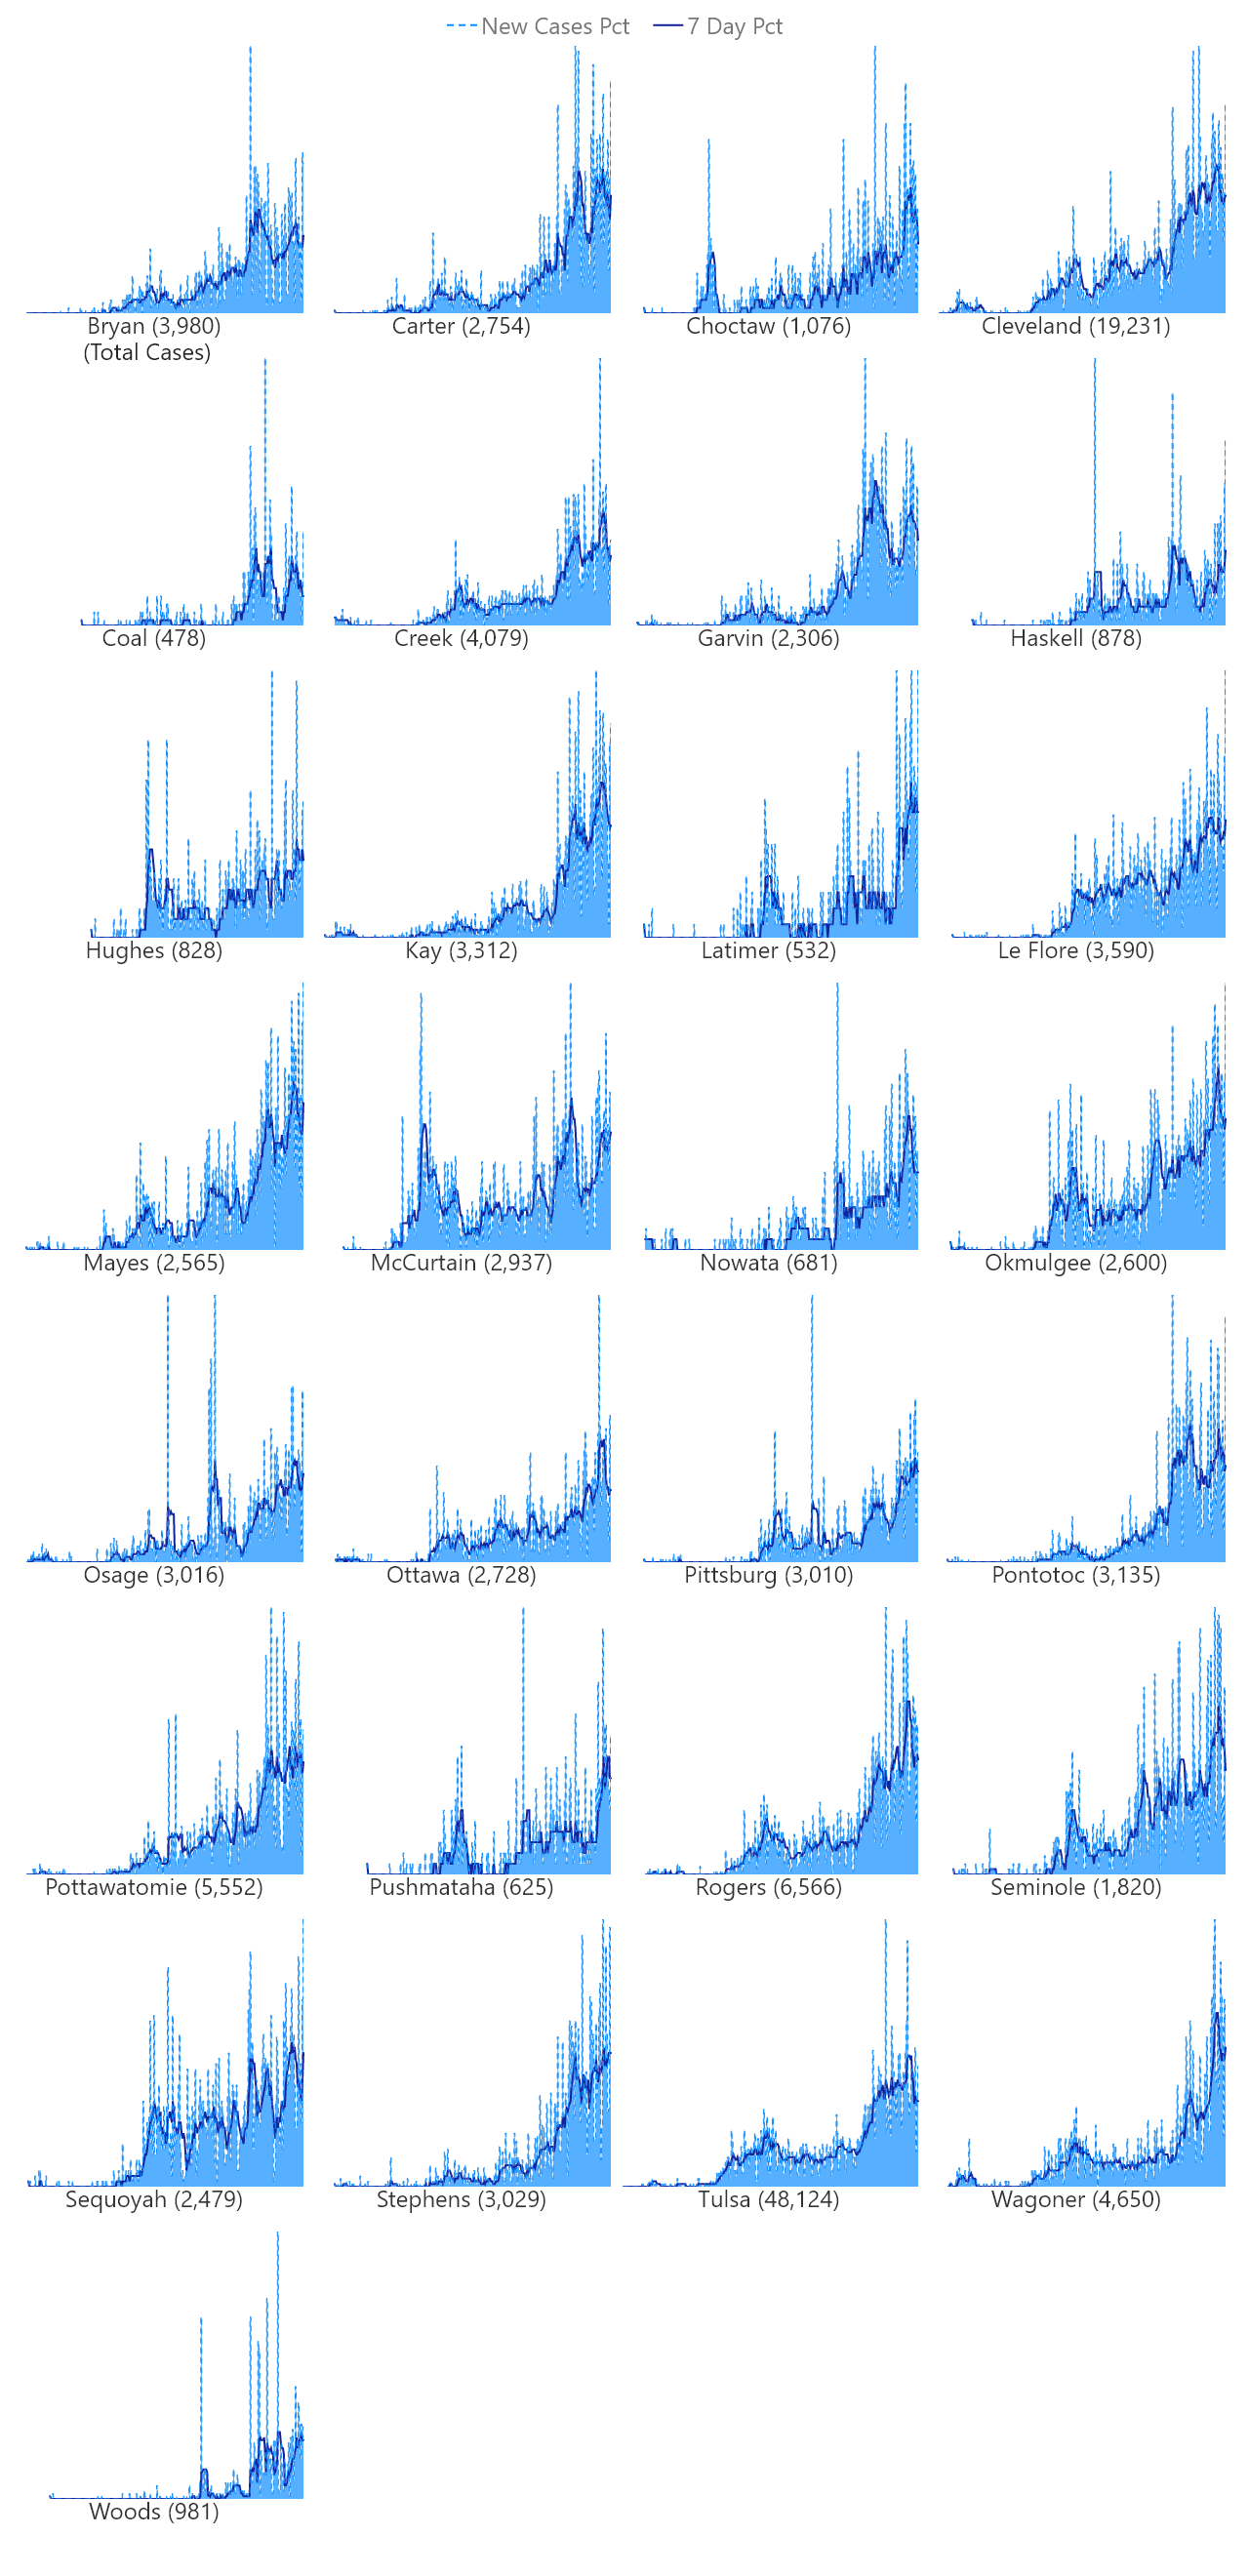 New Cases Pct 7 Day Pct
Bryan (3,980) Carter (2,754) Choctaw (1,076) Cleveland (19,231)
(Total Cases)
Coal (478) Creek (4,079) Garvin (2,306) Haskell (878)
Hughes (828) Kay (3,312) Latimer (532) Le Flore (3,590)
Mayes (2,565) McCurtain (2,937) Nowata (681) Okmulgee (2,600)
Osage (3,016) Ottawa (2,728) Pittsburg (3,010) Pontotoc (3,135)
Pottawatomie (5,552) Pushmataha (625) Rogers (6,566) Seminole (1,820)
Sequoyah (2,479) Stephens (3,029) Tulsa (48,124) Wagoner (4,650)
Woods (981)